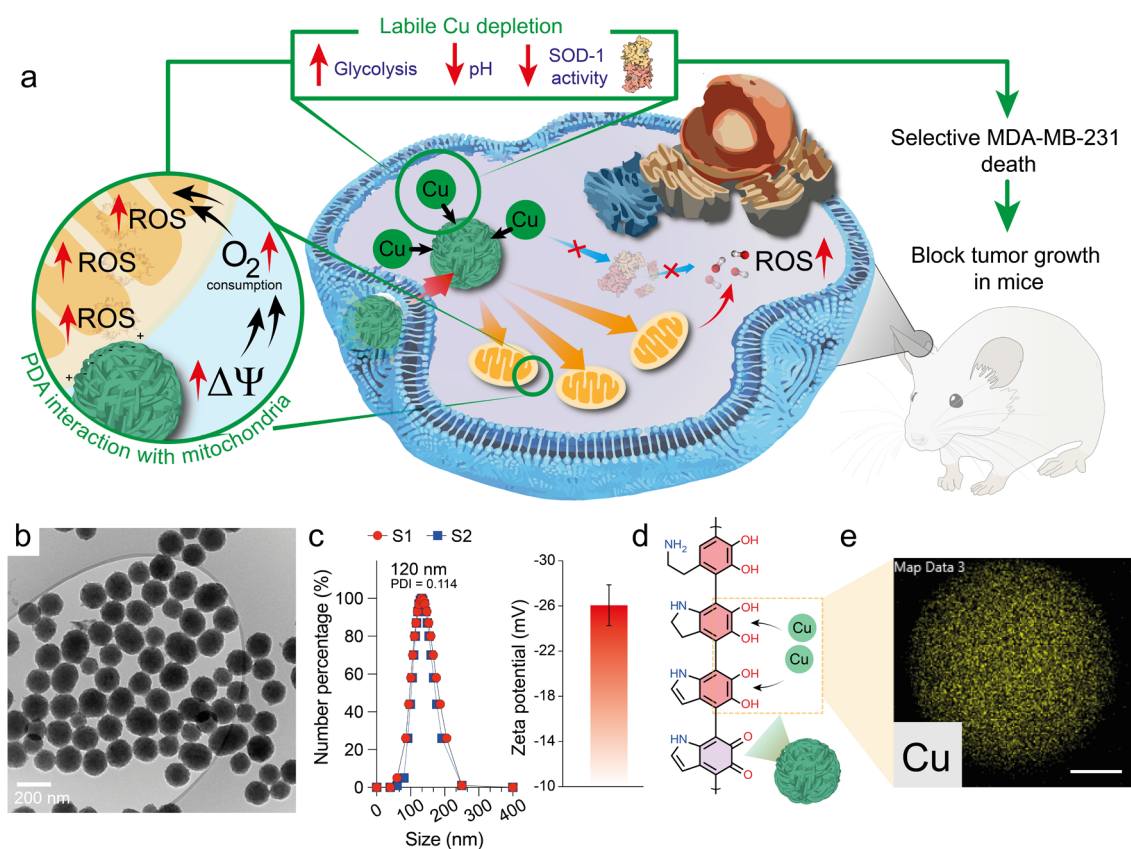 a
Labile Cu depletion
Glycolysis
pH
SOD-1
activity
Selective MDA-MB-231
death
Block tumor growth
in mice
Cu
Cu
Cu
ROS
ROS
ROS
ROS
O2
consumption
ΔΨ
+
+
PDA interaction with mitochondria
b
200 nm
c
S1
S2
120 nm
PDI = 0.114
Number percentage (%)
100
80
60
40
20
0
0
100
200
300
400
Size (nm)
Zeta potential (mV)
-30
-26
-22
-18
-14
-10
d
NH2
OH
OH
HN
OH
OH
HN
OH
OH
HN
O
O
Cu
Cu
e
Map Data 3
Cu